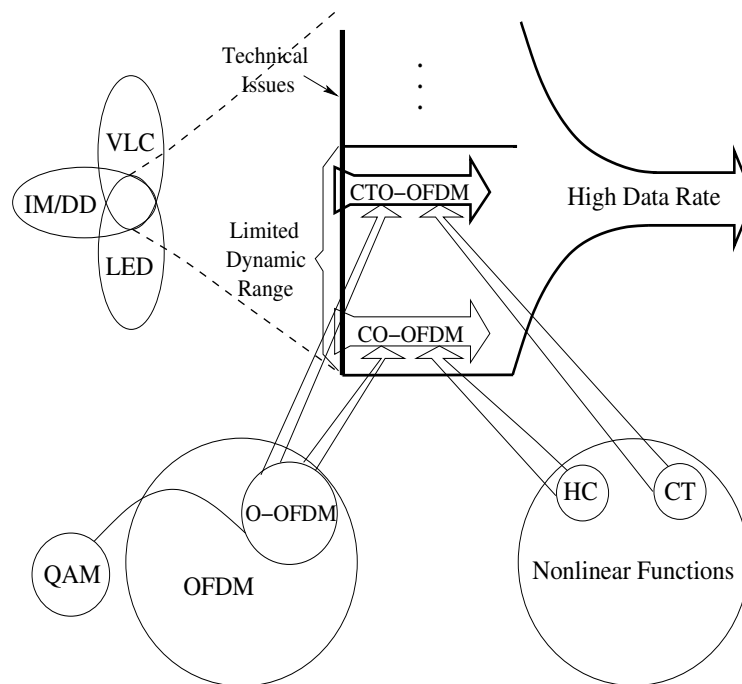 Technical
Issues
VLC
IM/DD
LED
CTO-OFDM
High Data Rate
Limited
Dynamic
Range
CO-OFDM
HC
CT
O-OFDM
QAM
OFDM
Nonlinear Functions